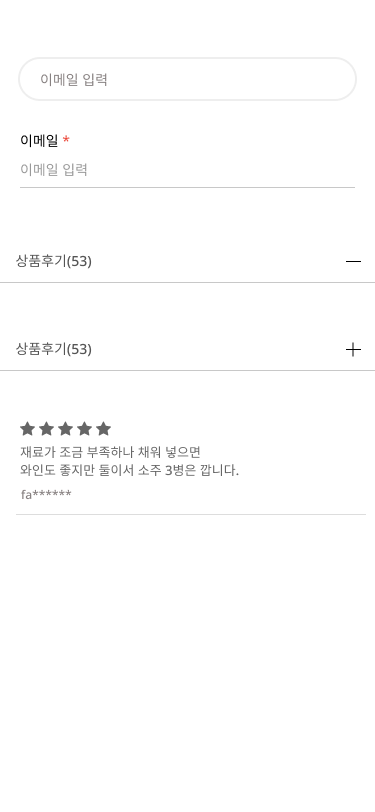 이메일 입력
이메일 *
이메일 입력
상품후기(53)
상품후기(53)
재료가 조금 부족하나 채워 넣으면
와인도 좋지만 둘이서 소주 3병은 깝니다.
fa******